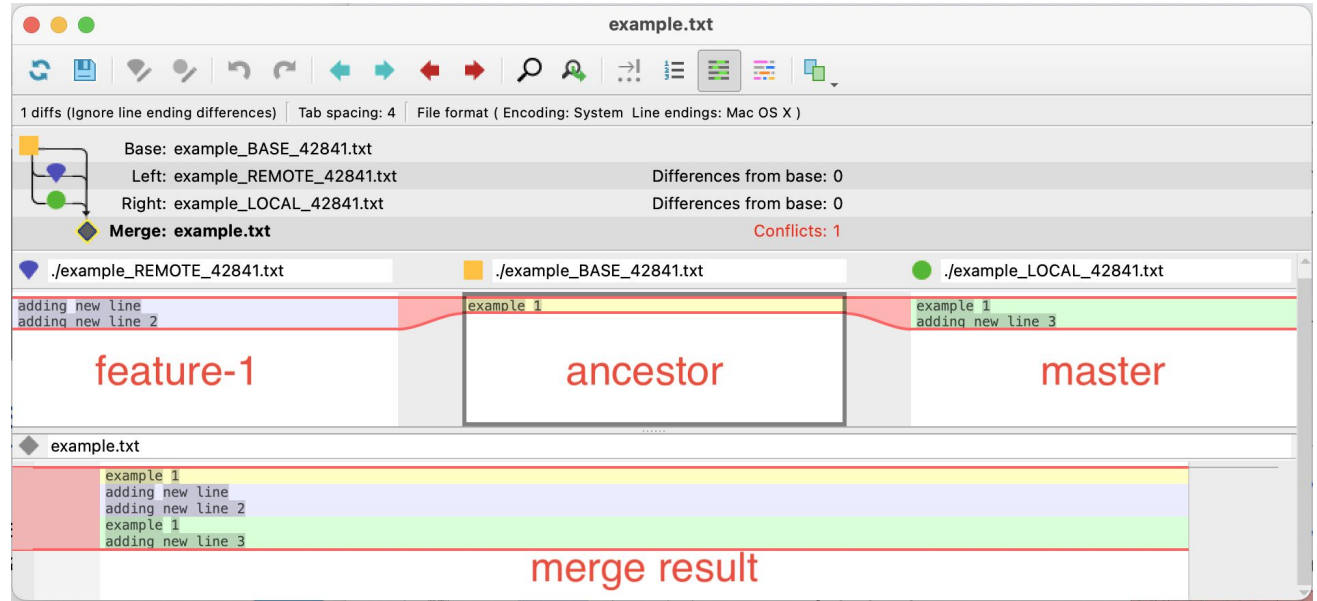 example.txt
1 diffs (Ignore line ending differences) Tab spacing: 4 File format ( Encoding: System Line endings: Mac OS X )
Base: example_BASE_42841.txt
Left: example_REMOTE_42841.txt Differences from base: 0
Right: example_LOCAL_42841.txt Differences from base: 0
Merge: example.txt Conflicts: 1
./example_REMOTE_42841.txt ./example_BASE_42841.txt ./example_LOCAL_42841.txt
adding new line
adding new line 2
feature-1
example 1
ancestor
example 1
adding new line 3
master
example.txt
example 1
adding new line
adding new line 2
example 1
adding new line 3
merge result